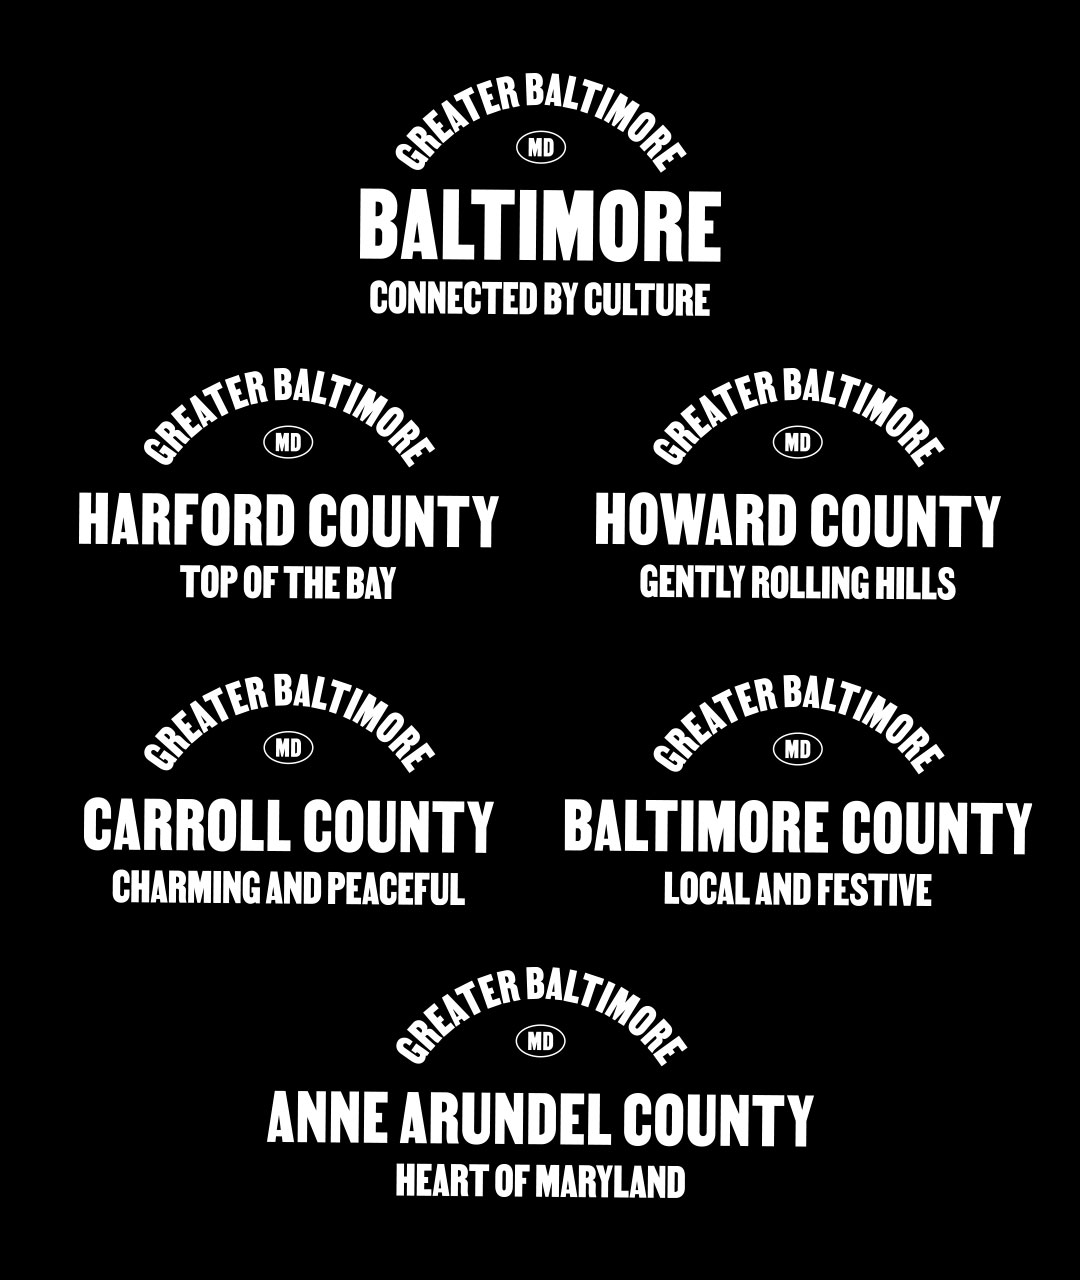 GREATER BALTIMORE
MD
BALTIMORE
CONNECTED BY CULTURE
GREATER BALTIMORE
MD
HARFORD COUNTY
TOP OF THE BAY
GREATER BALTIMORE
MD
HOWARD COUNTY
GENTLY ROLLING HILLS
GREATER BALTIMORE
MD
CARROLL COUNTY
CHARMING AND PEACEFUL
GREATER BALTIMORE
MD
BALTIMORE COUNTY
LOCAL AND FESTIVE
GREATER BALTIMORE
MD
ANNE ARUNDEL COUNTY
HEART OF MARYLAND